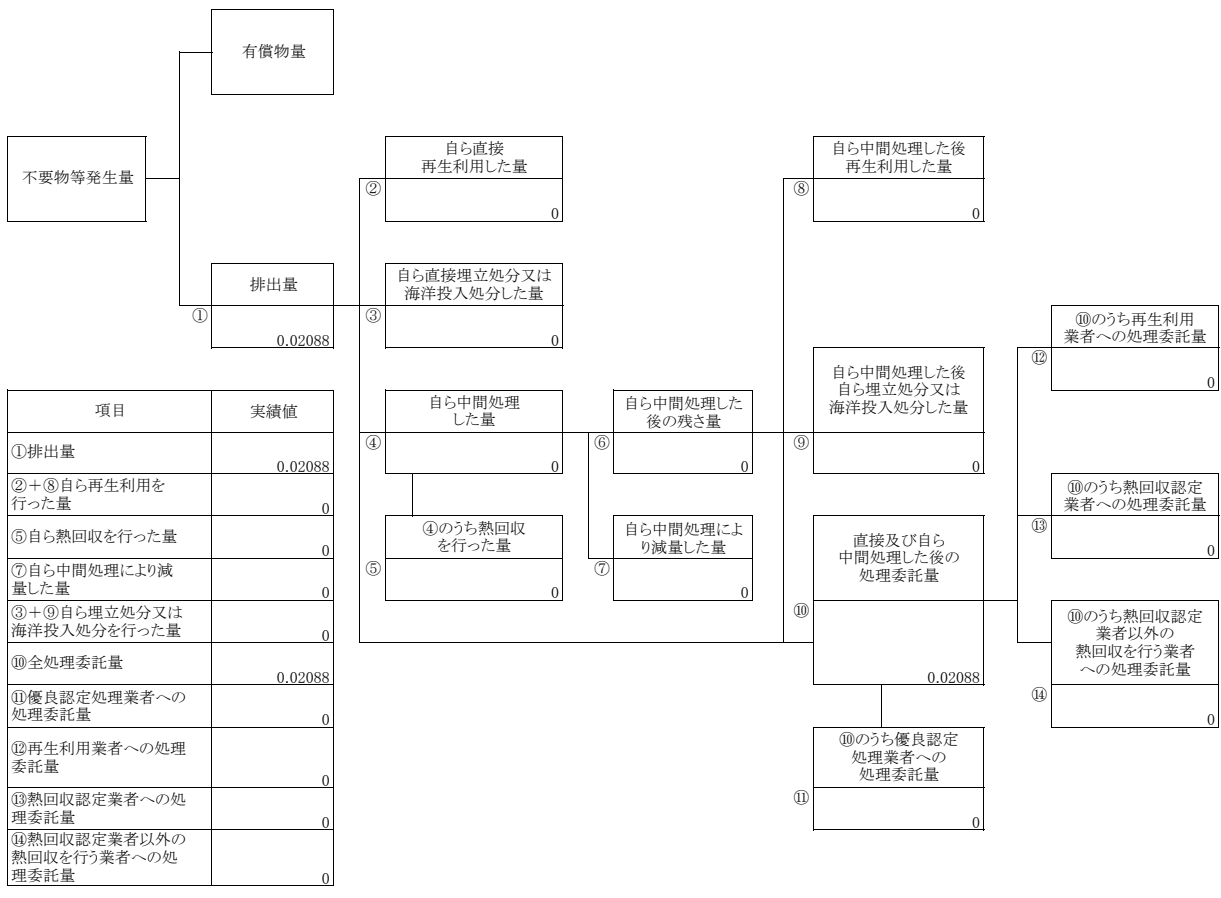 有償物量
不要物等発生量
排出量
①
0.02088
自ら直接
再生利用した量
②
0
自ら直接埋立処分又は
海洋投入処分した量
③
0
自ら中間処理
した量
④
0
④のうち熱回収
を行った量
⑤
0
自ら中間処理した
後の残さ量
⑥
0
自ら中間処理によ
り減量した量
⑦
0
自ら中間処理した後
再生利用した量
⑧
0
自ら中間処理した後
自ら埋立処分又は
海洋投入処分した量
⑨
0
直接及び自ら
中間処理した後の
処理委託量
⑩
0.02088
⑩のうち優良認定
処理業者への
処理委託量
⑪
0
⑩のうち再生利用
業者への処理委託量
⑫
0
⑩のうち熱回収認定
業者への処理委託量
⑬
0
⑩のうち熱回収認定
業者以外の
熱回収を行う業者
への処理委託量
⑭
0
項目 実績値
①排出量
0.02088
②＋⑧自ら再生利用を
行った量
0
⑤自ら熱回収を行った量
0
⑦自ら中間処理により減
量した量
0
③＋⑨自ら埋立処分又は
海洋投入処分を行った量
0
⑩全処理委託量
0.02088
⑪優良認定処理業者への
処理委託量
0
⑫再生利用業者への処理
委託量
0
⑬熱回収認定業者への処
理委託量
0
⑭熱回収認定業者以外の
熱回収を行う業者への処
理委託量
0